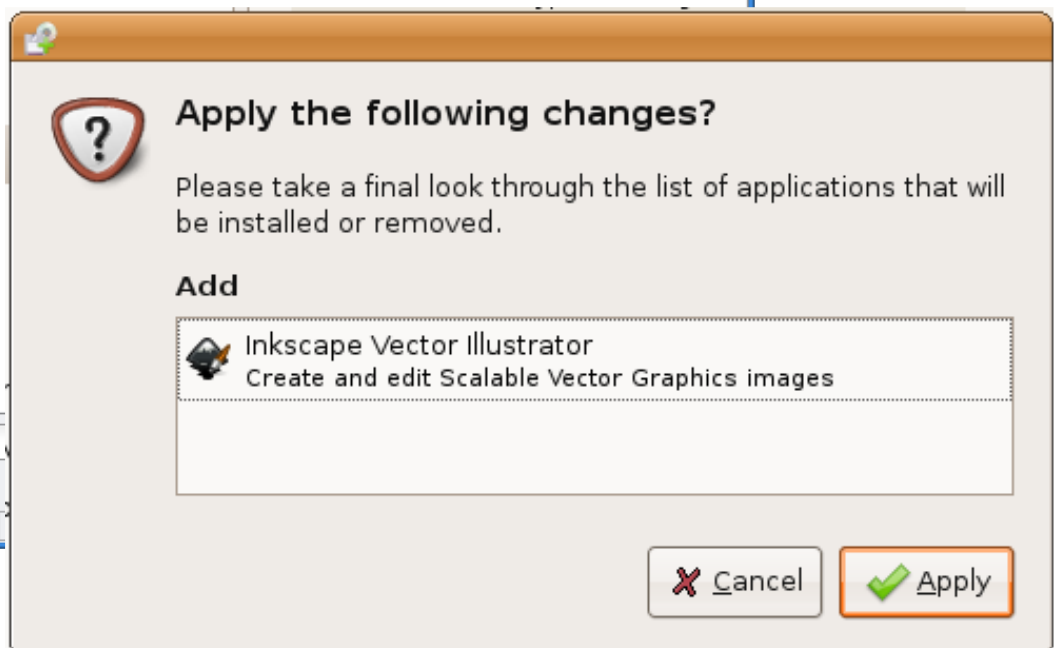 Apply the following changes?
Please take a final look through the list of applications that will
be installed or removed.
Add
Inkscape Vector Illustrator
Create and edit Scalable Vector Graphics images
Cancel
Apply